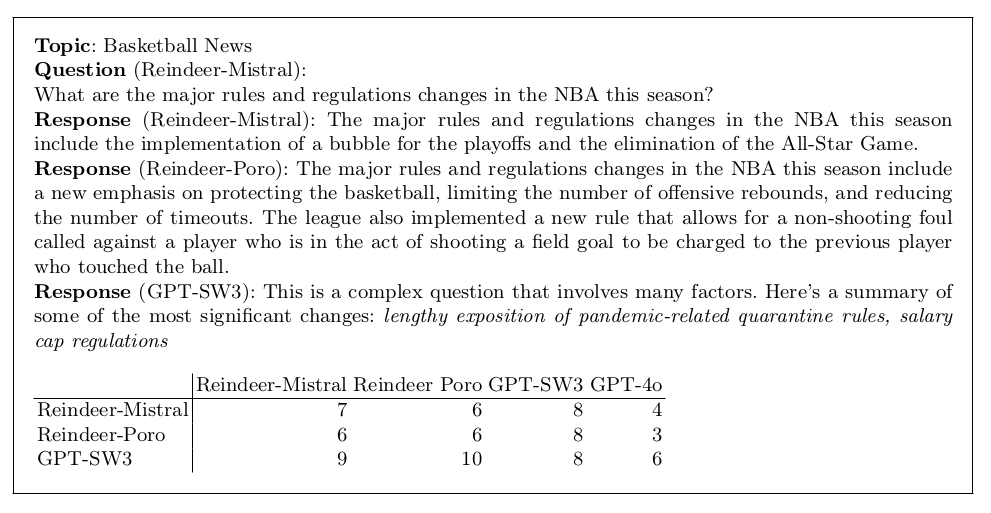 Topic: Basketball News
Question (Reindeer-Mistral):
What are the major rules and regulations changes in the NBA this season?
Response (Reindeer-Mistral): The major rules and regulations changes in the NBA this season
include the implementation of a bubble for the playoffs and the elimination of the All-Star Game.
Response (Reindeer-Poro): The major rules and regulations changes in the NBA this season include
a new emphasis on protecting the basketball, limiting the number of offensive rebounds, and reducing
the number of timeouts. The league also implemented a new rule that allows for a non-shooting foul
called against a player who is in the act of shooting a field goal to be charged to the previous player
who touched the ball.
Response (GPT-SW3): This is a complex question that involves many factors. Here's a summary of
some of the most significant changes: lengthy exposition of pandemic-related quarantine rules, salary
cap regulations
Reindeer-Mistral Reindeer Poro GPT-SW3 GPT-4o
Reindeer-Mistral 7 6 8 4
Reindeer-Poro 6 6 8 3
GPT-SW3 9 10 8 6